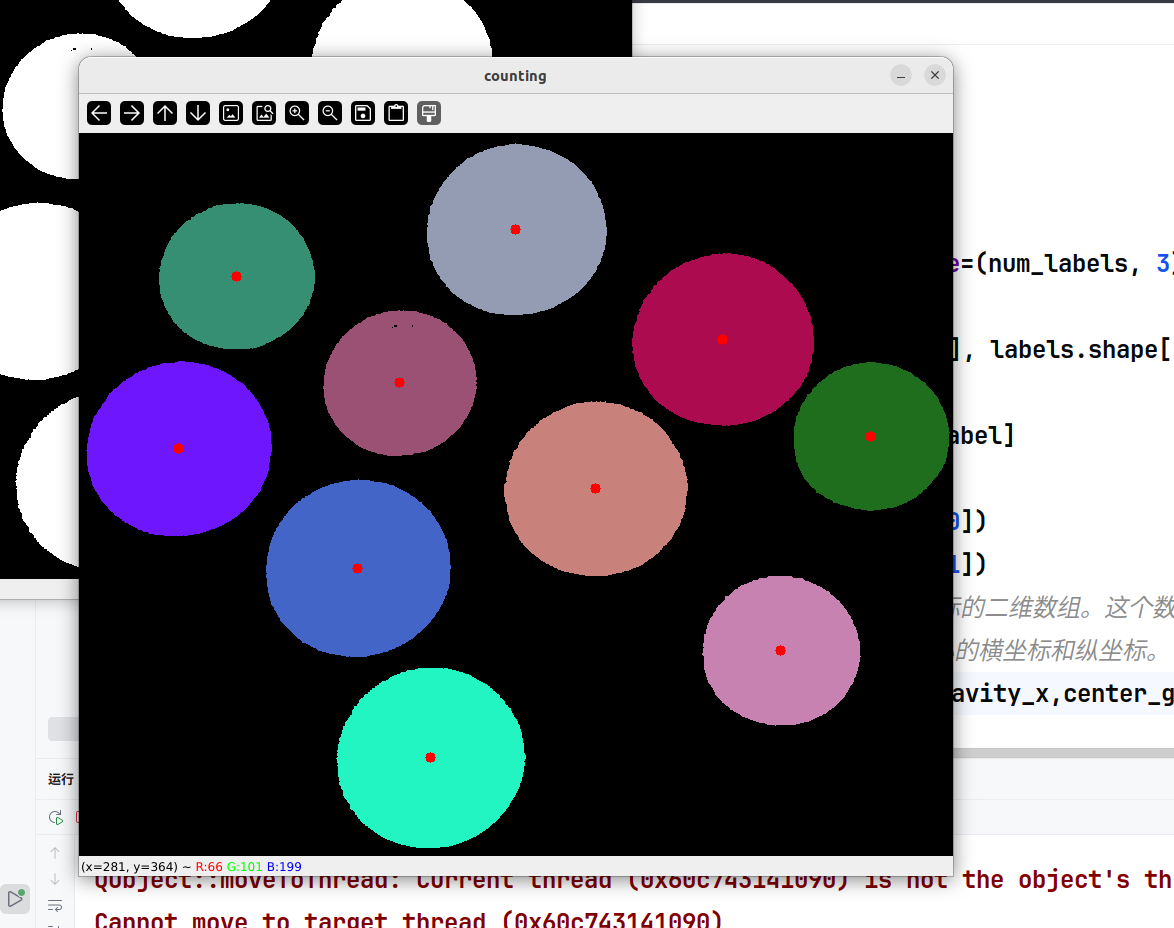 counting
e=(num_labels, 3
], labels.shape[
abel]
0])
1])
标的二维数组。这个数
的横坐标和纵坐标。
avity_x,center_g
运行
(x=281, y=364) ~ R:66 G:101 B:199
QObject::moveToThread: Current thread (0x60c743141090) is not the object's th
Cannot move to target thread (0x60c743141090)